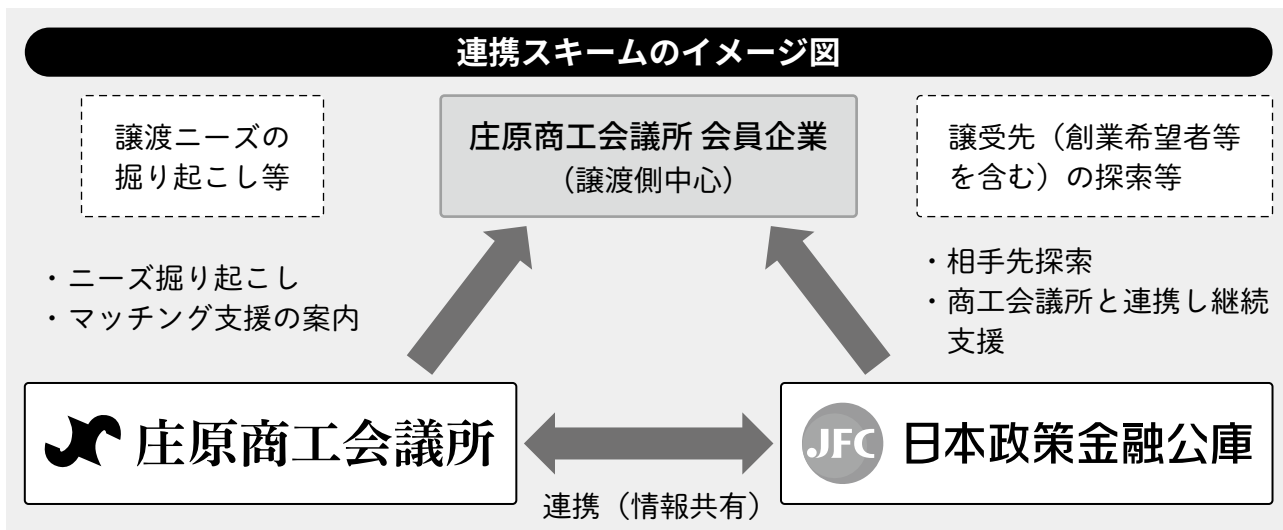 連携スキームのイメージ図
譲渡ニーズの
掘り起こし等
庄原商工会議所 会員企業
（譲渡側中心）
譲受先（創業希望者等
を含む）の探索等
・ニーズ掘り起こし
・マッチング支援の案内
・相手先探索
・商工会議所と連携し継続
支援
庄原商工会議所
JFC 日本政策金融公庫
連携（情報共有）